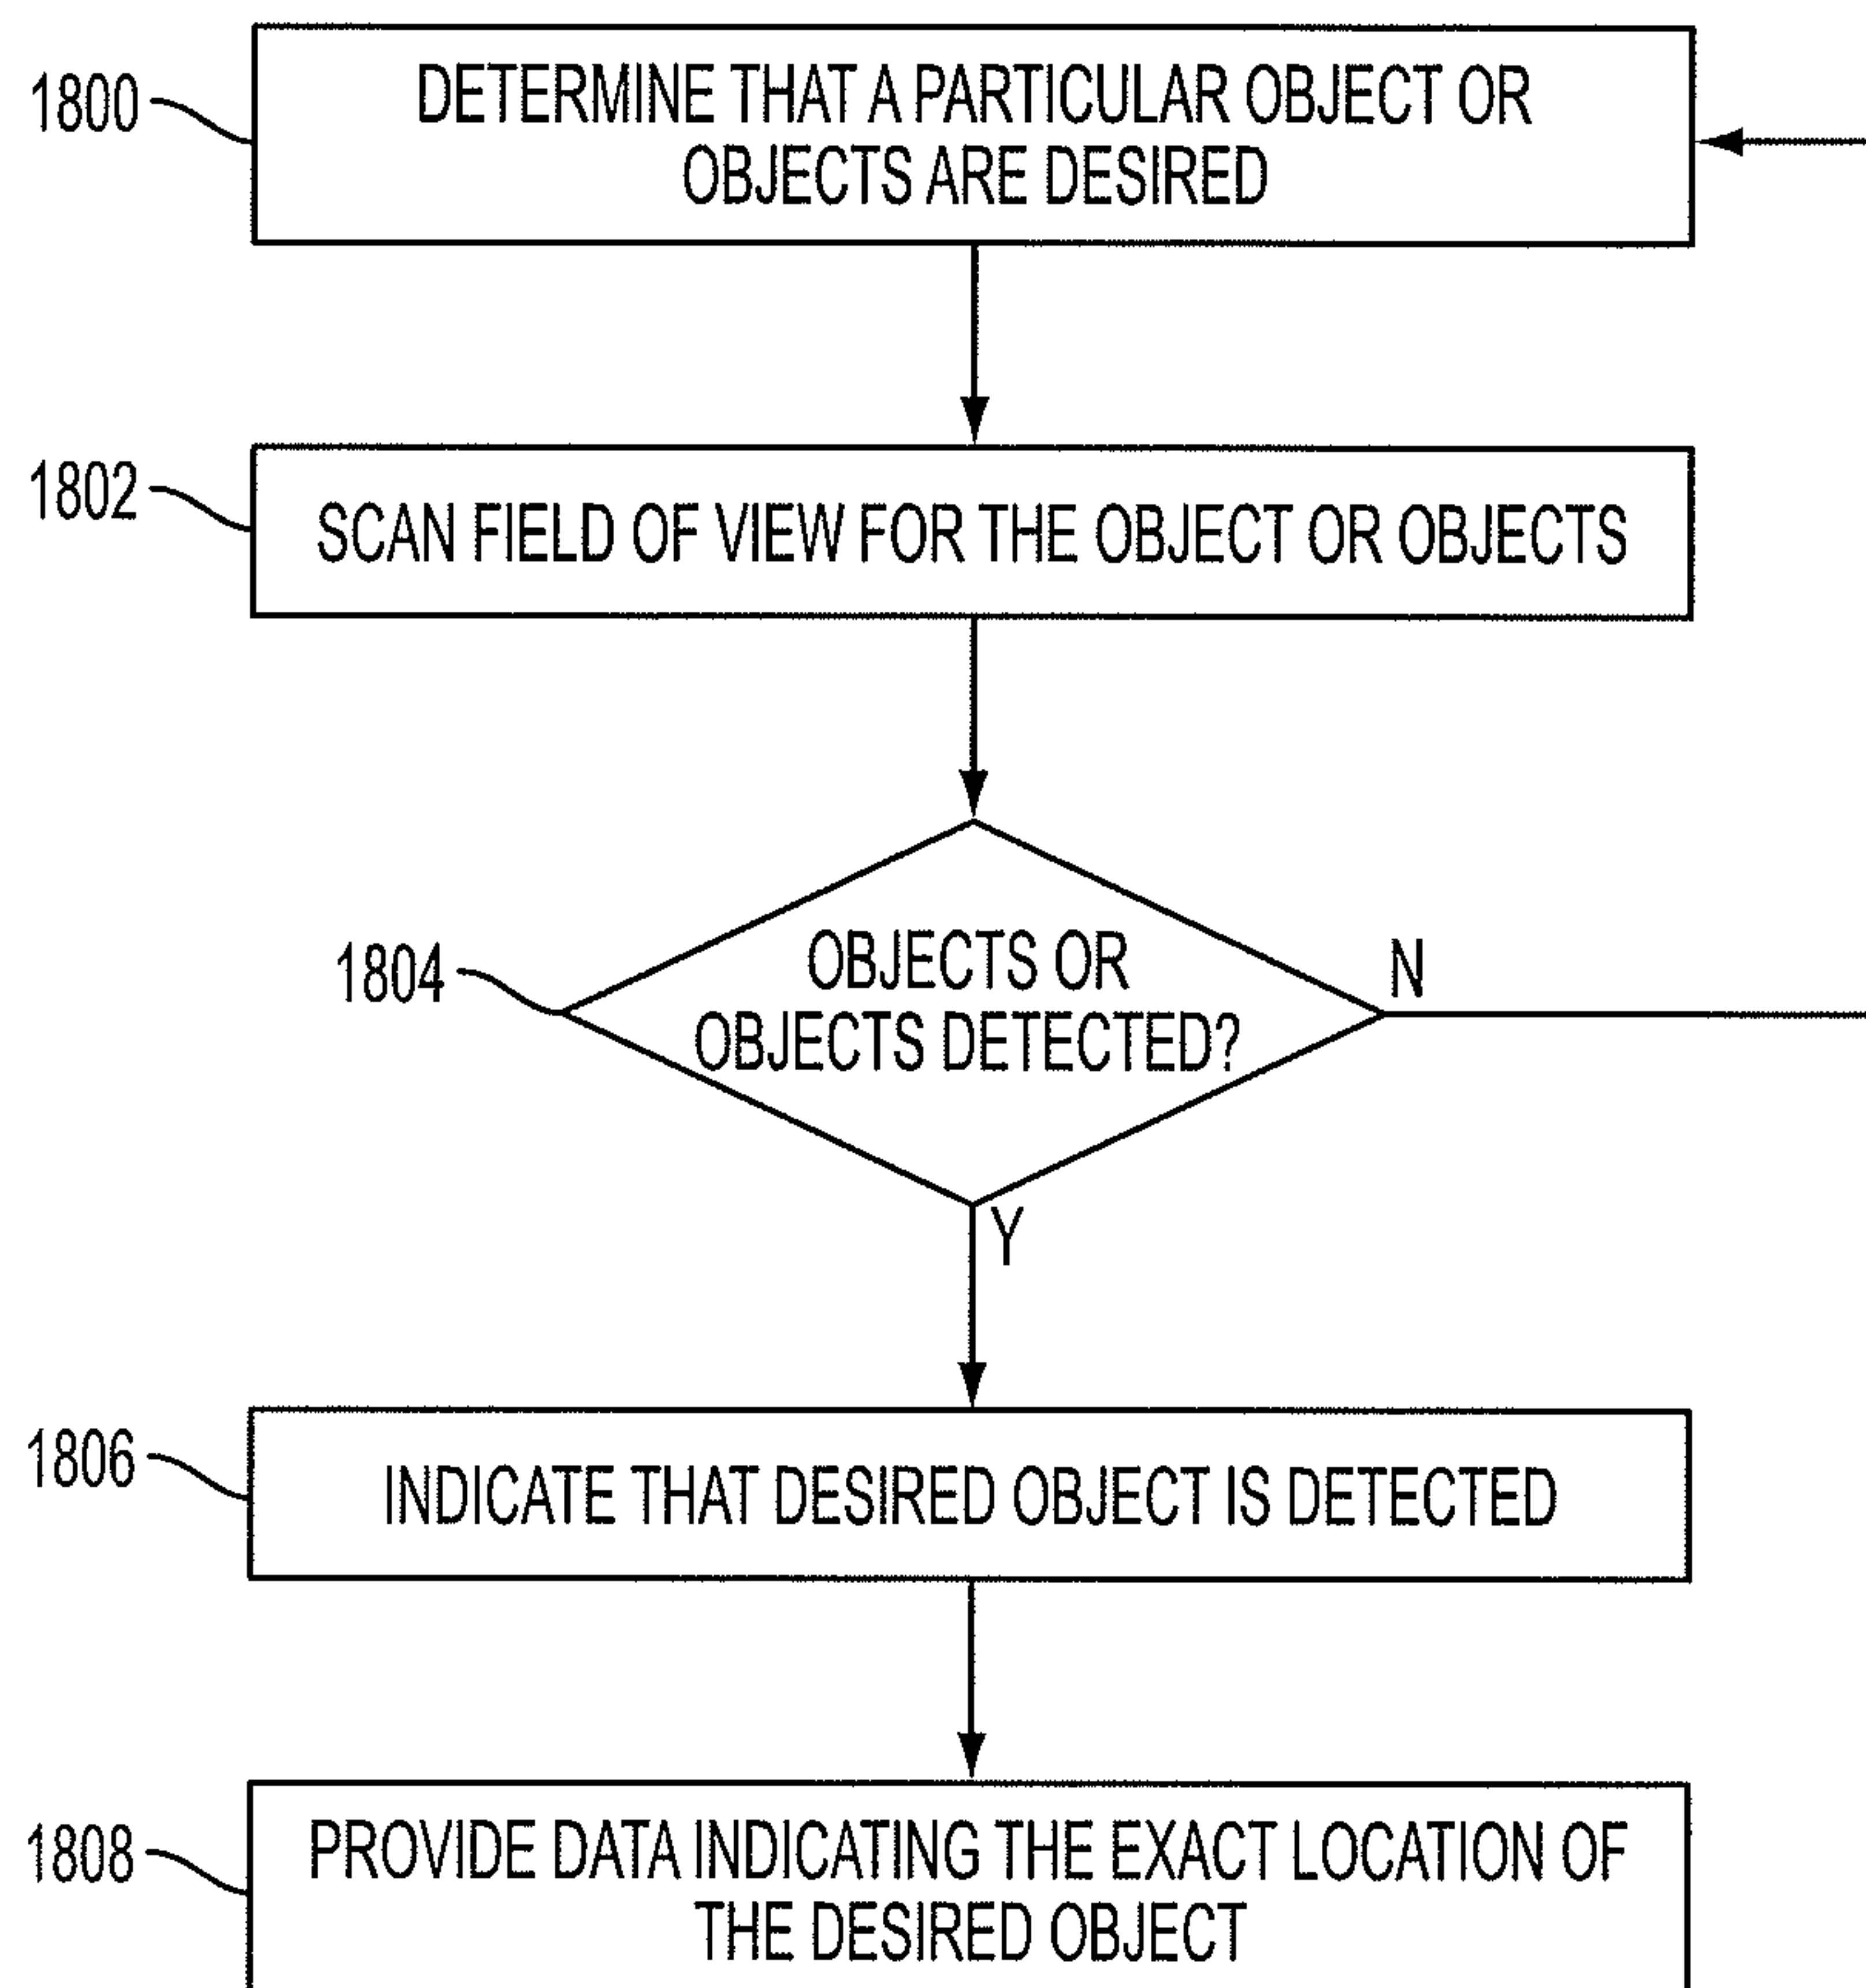 1800
DETERMINE THAT A PARTICULAR OBJECT OR
OBJECTS ARE DESIRED
1802
SCAN FIELD OF VIEW FOR THE OBJECT OR OBJECTS
1804
OBJECTS OR
OBJECTS DETECTED?
N
Y
1806
INDICATE THAT DESIRED OBJECT IS DETECTED
1808
PROVIDE DATA INDICATING THE EXACT LOCATION OF
THE DESIRED OBJECT